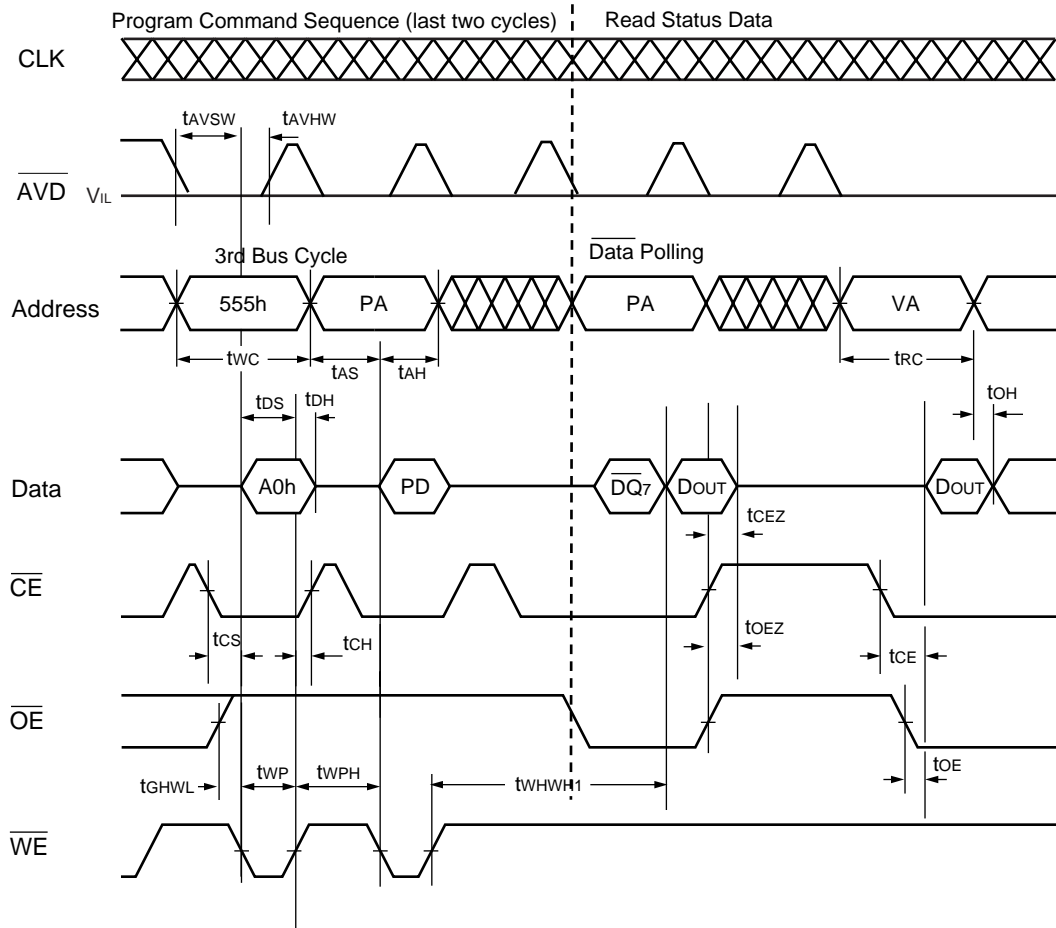 Program Command Sequence (last two cycles) Read Status Data
CLK
tAVSW tAVHW
AVD VIL
3rd Bus Cycle Data Polling
Address 555h PA PA VA
tWC tAS tAH tRC
tDS tDH tOH
Data A0h PD DQ7 DOUT DOUT
tCEZ
CE
tCS tCH tOEZ tCE
OE
tGHWL tWP tWPH tWHWH1 tOE
WE